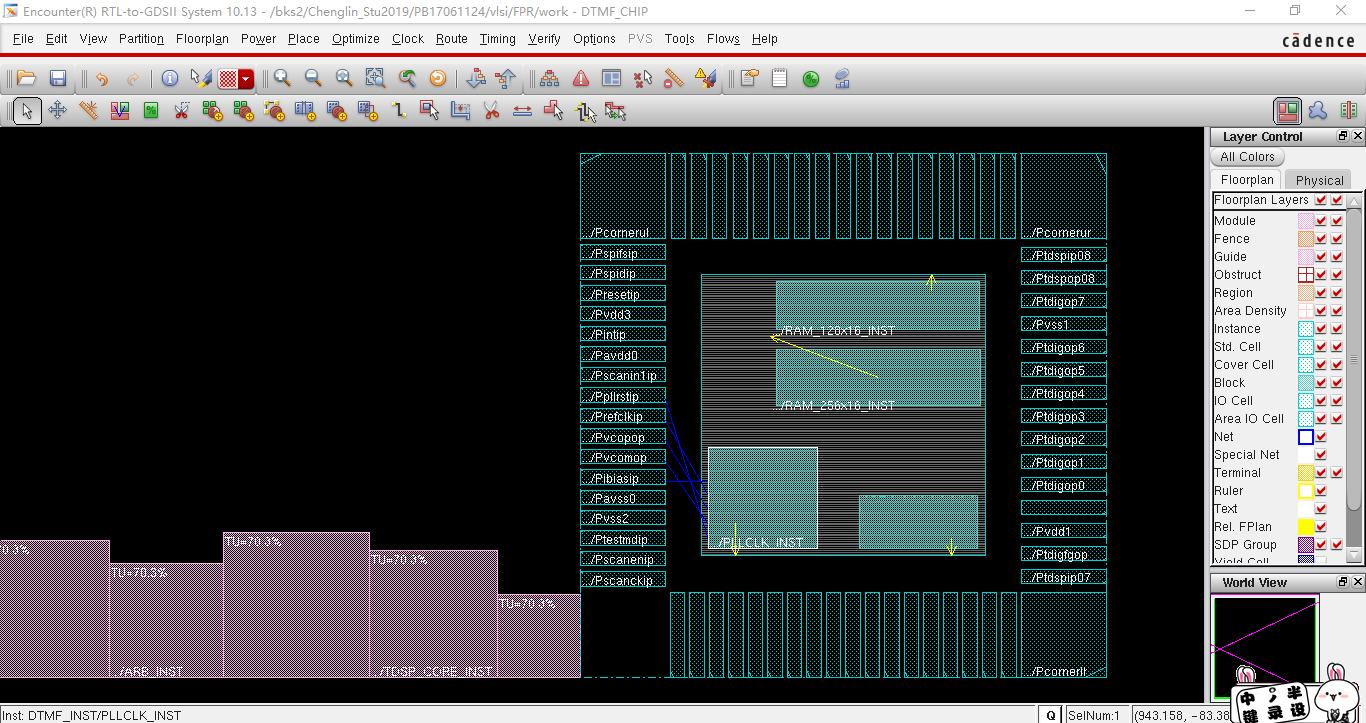 Encounter(R) RTL-to-GDSII System 10.13 - /bks2/Chenglin_Stu2019/PB17061124/vlsi/FPR/work - DTMF_CHIP
File Edit View Partition Floorplan Power Place Optimize Clock Route Timing Verify Options PVS Tools Flows Help
cādence
Layer Control
All Colors
Floorplan Physical
Floorplan Layers
Module
Fence
Guide
Obstruct
Region
Area Density
Instance
Std. Cell
Cover Cell
Block
IO Cell
Area IO Cell
Net
Special Net
Terminal
Ruler
Text
Rel. FPlan
SDP Group
Yield Cell
World View
.../Pcornerul
.../Pspifsip
.../Pspidip
.../Presetip
.../Pvdd3
.../Pintip
.../Pavdd0
.../Pscanin1ip
.../Ppllrstip
.../Prefclkip
.../Pvcopop
.../Pvcomop
.../Pibiasip
.../Pavss0
.../Pvss2
.../Ptestmdip
.../Pscanenip
.../Pscanckip
.../RAM_128x16_INST
.../RAM_256x16_INST
../PLLCLK_INST
.../Pcornerur
.../Ptdspip08
.../Ptdspop08
.../Ptdigop7
.../Pvss1
.../Ptdigop6
.../Ptdigop5
.../Ptdigop4
.../Ptdigop3
.../Ptdigop2
.../Ptdigop1
.../Ptdigop0
.../Pvdd1
.../Ptdigfgop
.../Ptdspip07
.../Pcornerlr
0.3%
TU=70.3%
TU=70.3%
TU=70.3%
TU=70.3%
.../ARB_INST
.../TDSP_CORE_INST
Inst: DTMF_INST/PLLCLK_INST
Q
SelNum:1
(943.158, -83.38
中 ，半
键 录 设